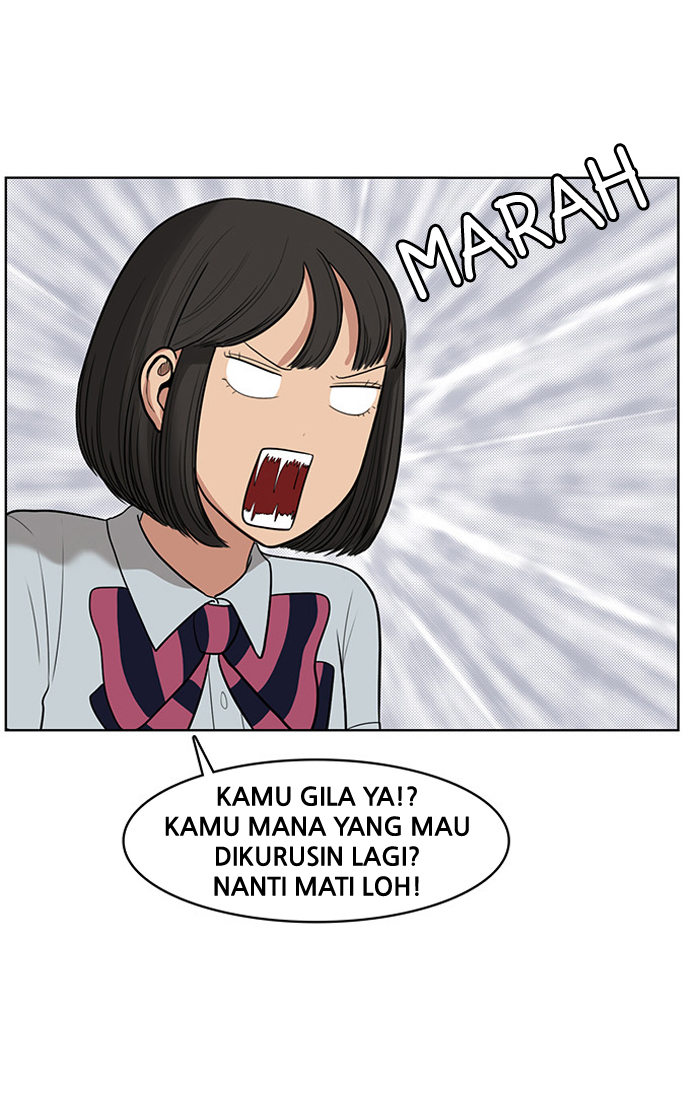 MARAH
KAMU GILA YA!?
KAMU MANA YANG MAU
DIKURUSIN LAGI?
NANTI MATI LOH!